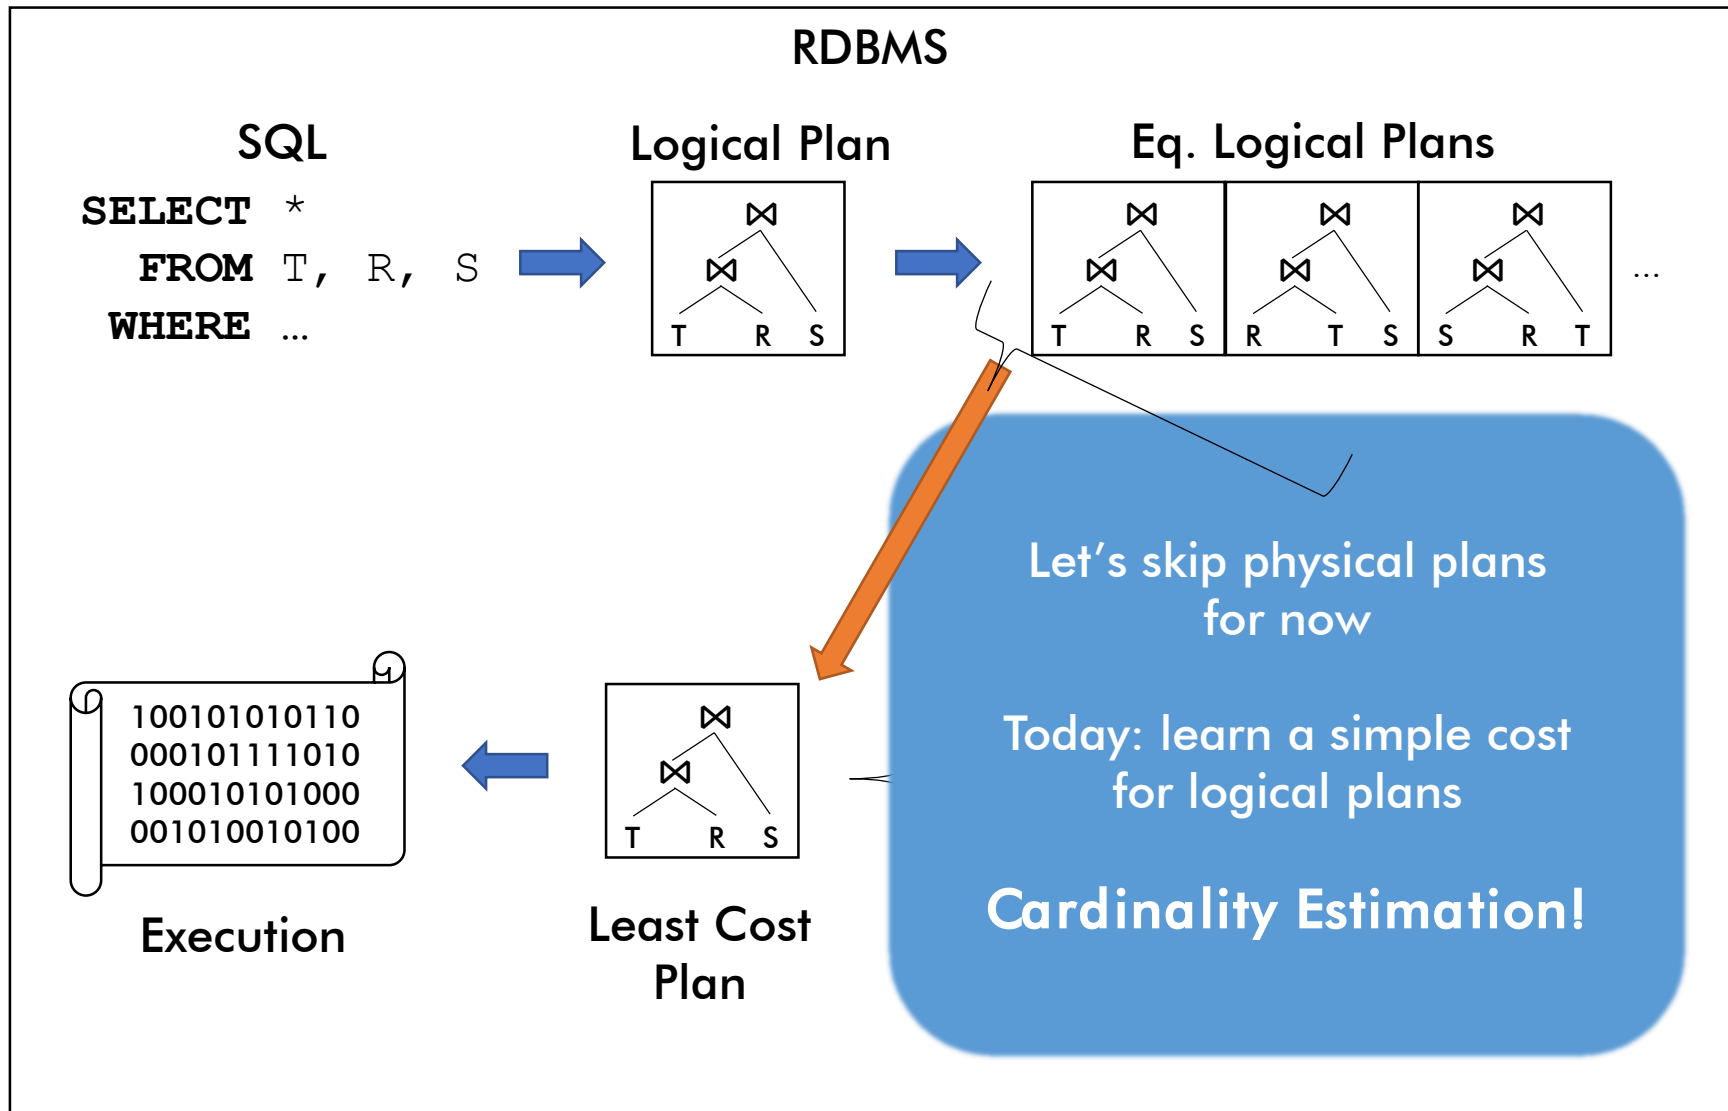 RDBMS
SQL
SELECT *
FROM T, R, S
WHERE …
Logical Plan
⋈
⋈
T R S
Eq. Logical Plans
⋈ ⋈ ⋈
⋈ ⋈ ⋈
T R S R T S S R T
…
Let's skip physical plans
for now
Today: learn a simple cost
for logical plans
Cardinality Estimation!
⋈
⋈
T R S
Least Cost
Plan
100101010110
000101111010
100010101000
001010010100
Execution